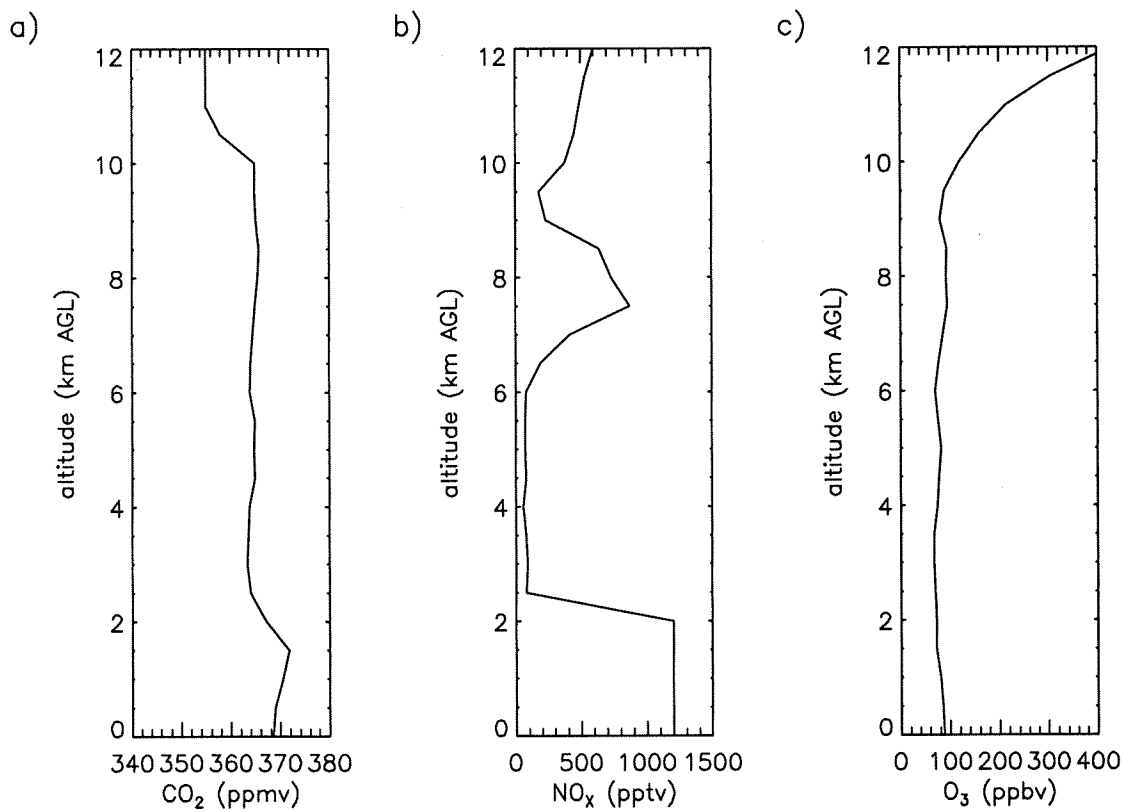 a)
12
10
8
6
4
2
0
altitude (km AGL)
340 350 360 370 380
CO₂ (ppmv)
b)
12
10
8
6
4
2
0
altitude (km AGL)
0 500 1000 1500
NOₓ (pptv)
c)
12
10
8
6
4
2
0
altitude (km AGL)
0 100 200 300 400
O₃ (ppbv)